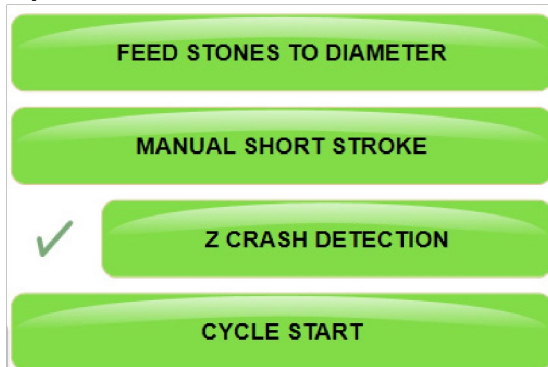 FEED STONES TO DIAMETER
MANUAL SHORT STROKE
Z CRASH DETECTION
CYCLE START